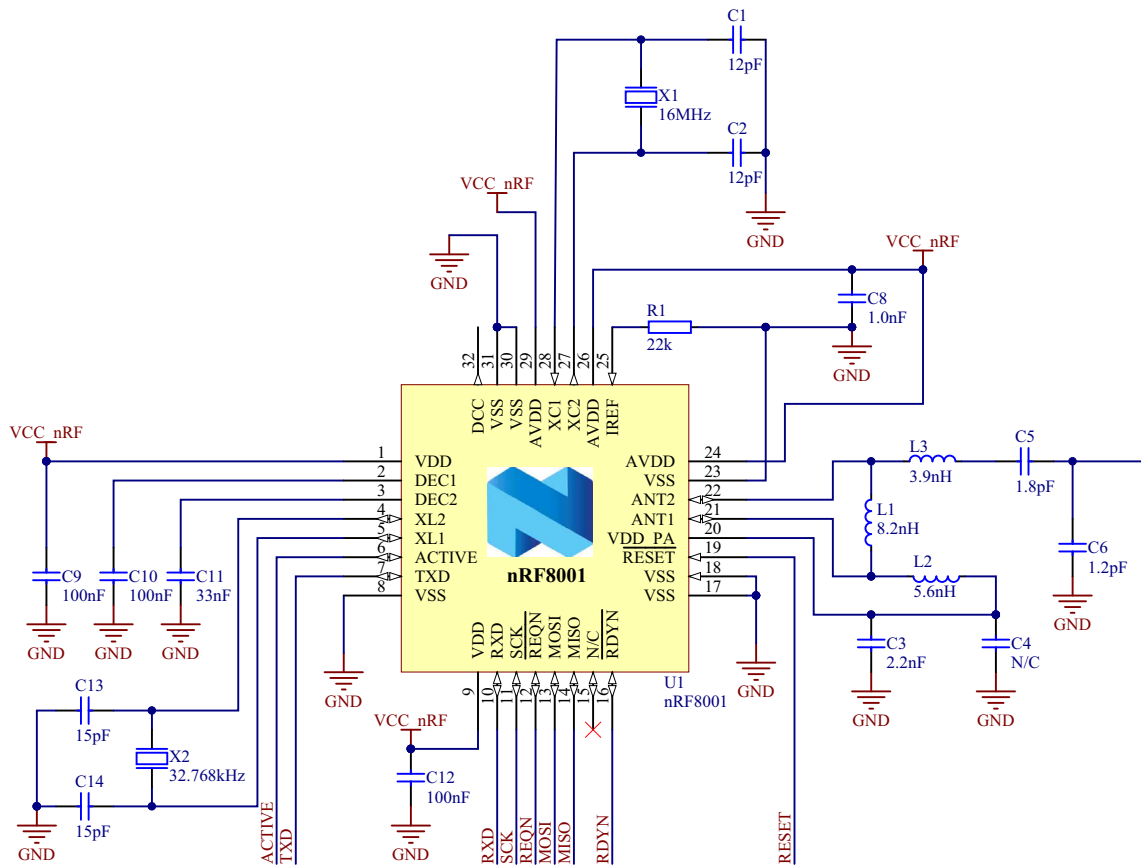 C1
12pF
X1
16MHz
C2
12pF
GND
VCC_nRF
GND
VCC_nRF
C8
1.0nF
GND
R1
22k
32
31
30
29
28
27
26
25
DCC
VSS
VSS
AVDD
XC1
XC2
AVDD
IREF
VCC_nRF
1 VDD
2 DEC1
3 DEC2
4 XL2
5 XL1
6 ACTIVE
7 TXD
8 VSS
AVDD 24
VSS 23
ANT2 22
ANT1 21
VDD_PA 20
RESET 19
VSS 18
VSS 17
nRF8001
L3
3.9nH
C5
1.8pF
L1
8.2nH
C6
1.2pF
L2
5.6nH
C3
2.2nF
C4
N/C
GND
GND
GND
C9
100nF
C10
100nF
C11
33nF
GND
GND
GND
GND
VDD
RXD
SCK
REQN
MOSI
MISO
N/C
RDYN
9
10
11
12
13
14
15
16
U1
nRF8001
C13
15pF
X2
32.768kHz
C14
15pF
GND
VCC_nRF
C12
100nF
GND
ACTIVE
TXD
RXD
SCK
REQN
MOSI
MISO
RDYN
RESET